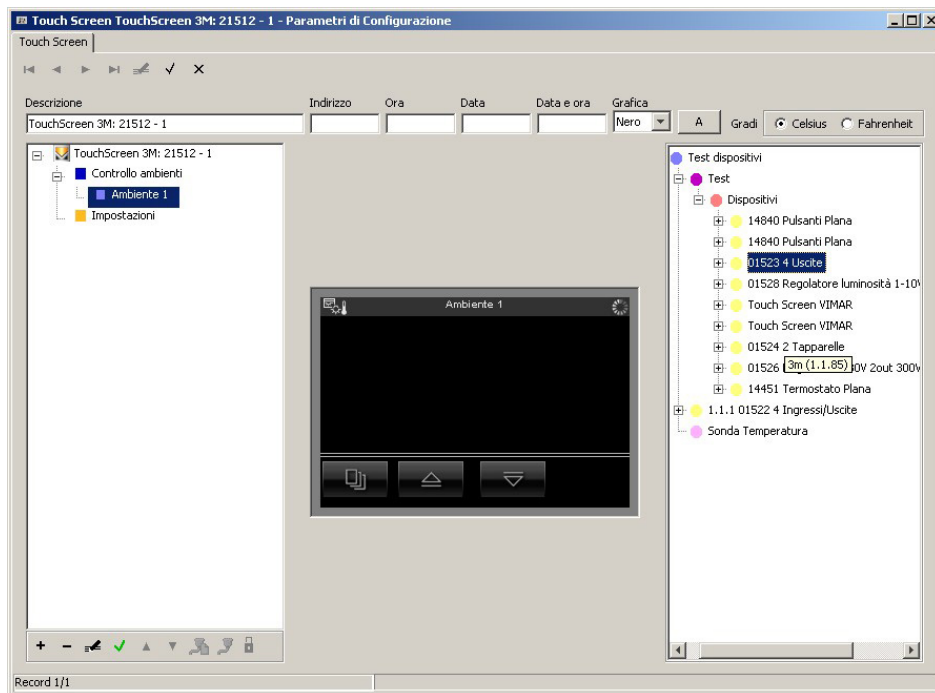 Touch Screen TouchScreen 3M: 21512 - 1 - Parametri di Configurazione
Touch Screen
Descrizione
Indirizzo
Ora
Data
Data e ora
Grafica
TouchScreen 3M: 21512 - 1
Nero
A
Gradi
Celsius
Fahrenheit
TouchScreen 3M: 21512 - 1
Controllo ambienti
Ambiente 1
Impostazioni
Ambiente 1
Test dispositivi
Test
Dispositivi
14840 Pulsanti Plana
14840 Pulsanti Plana
01523 4 Uscite
01528 Regolatore luminosità 1-10V
Touch Screen VIMAR
Touch Screen VIMAR
01524 2 Tapparelle
01526
3m (1.1.85)
0V 2out 300V
14451 Termostato Plana
1.1.1 01522 4 Ingressi/Uscite
Sonda Temperatura
Record 1/1